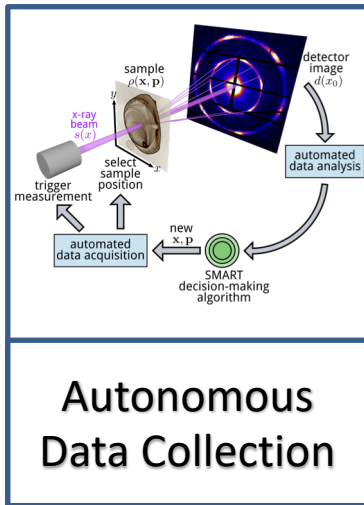 sample
ρ(x, p)
detector
image
d(x₀)
y
x-ray
beam
s(x)
x
automated
data analysis
select
sample
position
trigger
measurement
new
x, p
automated
data acquisition
SMART
decision-making
algorithm
Autonomous
Data Collection